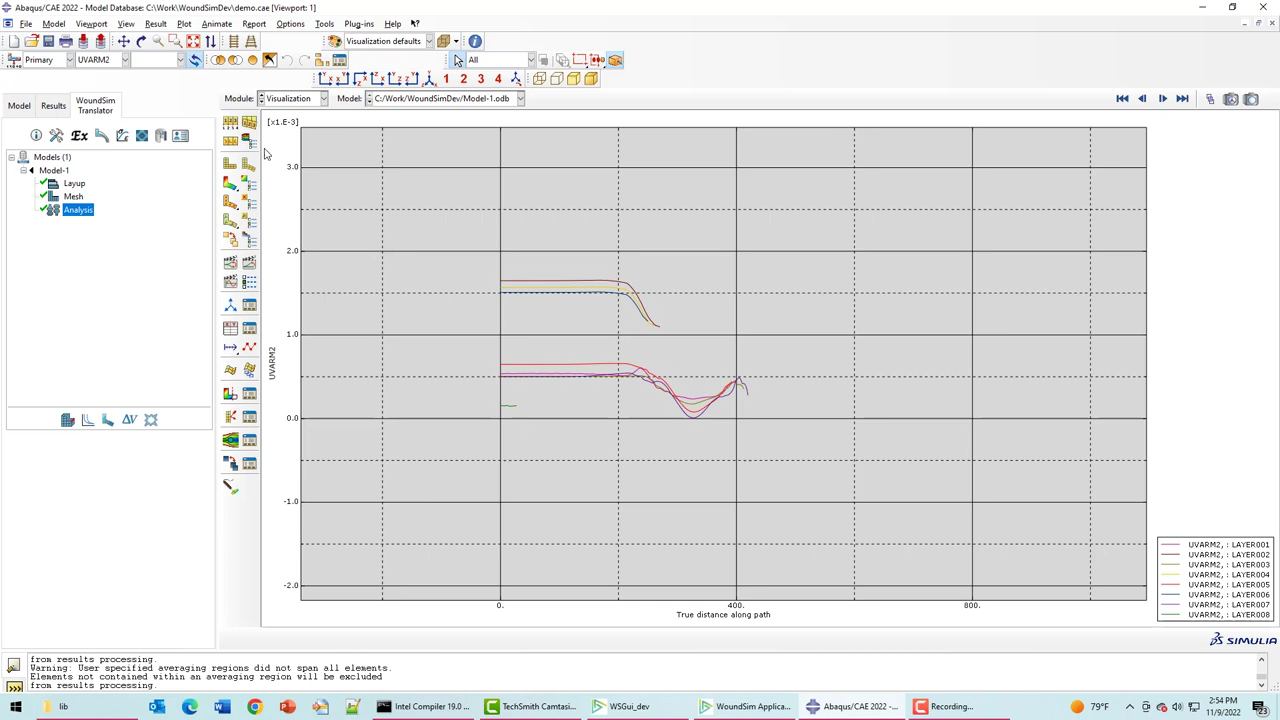 Abaqus/CAE 2022 - Model Database: C:\Work\WoundSimDev\demo.cae [Viewport: 1]
File Model Viewport View Result Plot Animate Report Options Tools Plug-ins Help
Visualization defaults
Primary UVARM2 All
1 2 3 4
Model Results WoundSim Translator
Module: Visualization Model: C:/Work/WoundSimDev/Model-1.odb
Models (1)
Model-1
Layup
Mesh
Analysis
[x1.E-3]
3.0
2.0
1.0
0.0
-1.0
-2.0
UVARM2
0. 400. 800.
True distance along path
UVARM2, : LAYER001
UVARM2, : LAYER002
UVARM2, : LAYER003
UVARM2, : LAYER004
UVARM2, : LAYER005
UVARM2, : LAYER006
UVARM2, : LAYER007
UVARM2, : LAYER008
SIMULIA
from results processing.
Warning: User specified averaging regions did not span all elements.
Elements not contained within an averaging region will be excluded
from results processing.
lib Intel Compiler 19.0 ... TechSmith Camtasi... WSGui_dev WoundSim Applica... Abaqus/CAE 2022 -... Recording... 79°F 2:54 PM
11/9/2022